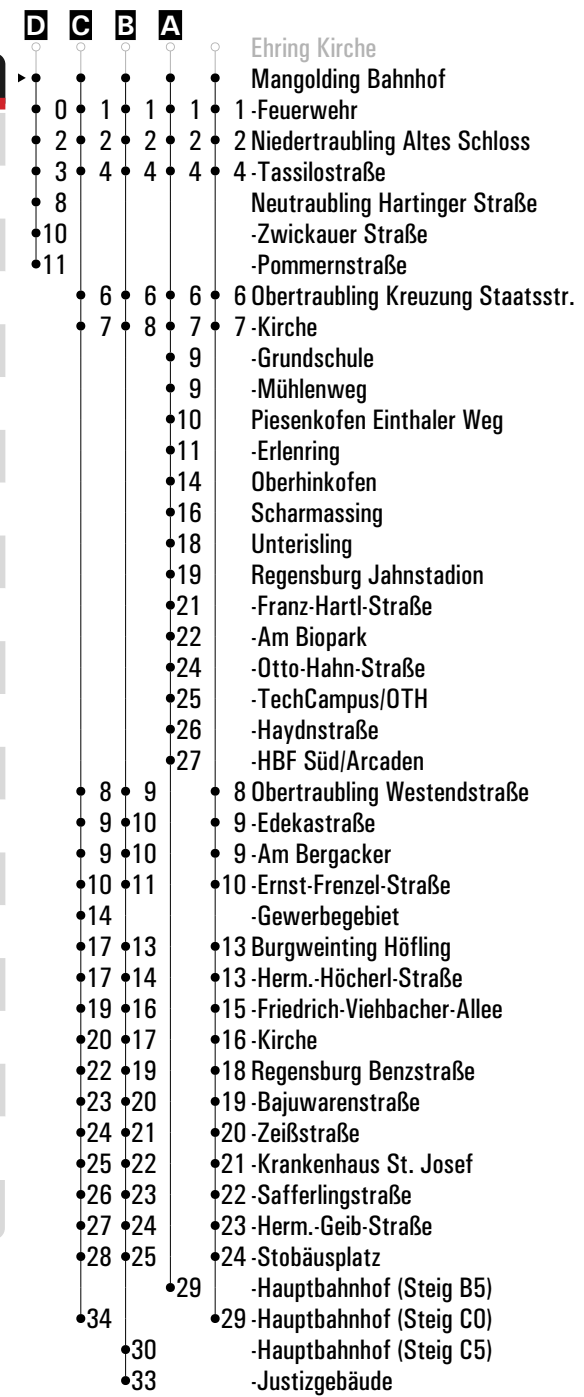 D C B A
Ehring Kirche
Mangolding Bahnhof
0 1 1 1 1 -Feuerwehr
2 2 2 2 2 Niedertraubling Altes Schloss
3 4 4 4 4 -Tassilostraße
8 Neutraubling Hartinger Straße
10 -Zwickauer Straße
11 -Pommernstraße
6 6 6 6 Obertraubling Kreuzung Staatsstr.
7 8 7 7 -Kirche
9 -Grundschule
9 -Mühlenweg
10 Piesenkofen Einthaler Weg
11 -Erlenring
14 Oberhinkofen
16 Scharmassing
18 Unterisling
19 Regensburg Jahnstadion
21 -Franz-Hartl-Straße
22 -Am Biopark
24 -Otto-Hahn-Straße
25 -TechCampus/OTH
26 -Haydnstraße
27 -HBF Süd/Arcaden
8 9 8 Obertraubling Westendstraße
9 10 9 -Edekastraße
9 10 9 -Am Bergacker
10 11 10 -Ernst-Frenzel-Straße
14 -Gewerbegebiet
17 13 13 Burgweinting Höfling
17 14 13 -Herm.-Höcherl-Straße
19 16 15 -Friedrich-Viehbacher-Allee
20 17 16 -Kirche
22 19 18 Regensburg Benzstraße
23 20 19 -Bajuwarenstraße
24 21 20 -Zeißstraße
25 22 21 -Krankenhaus St. Josef
26 23 22 -Safferlingstraße
27 24 23 -Herm.-Geib-Straße
28 25 24 -Stobäusplatz
29 -Hauptbahnhof (Steig B5)
34 29 -Hauptbahnhof (Steig C0)
30 -Hauptbahnhof (Steig C5)
33 -Justizgebäude